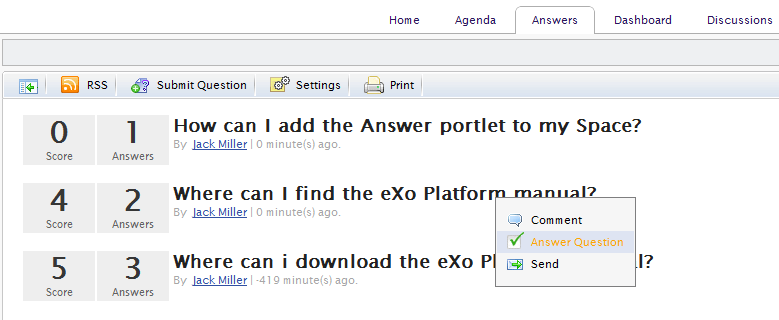 Home Agenda Answers Dashboard Discussions
RSS Submit Question Settings Print
0 1 How can I add the Answer portlet to my Space?
Score Answers By Jack Miller | 0 minute(s) ago.
4 2 Where can I find the eXo Platform manual?
Score Answers By Jack Miller | 0 minute(s) ago.
Comment
Answer Question
5 3 Where can i download the eXo Pl l?
Send
Score Answers By Jack Miller | -419 minute(s) ago.